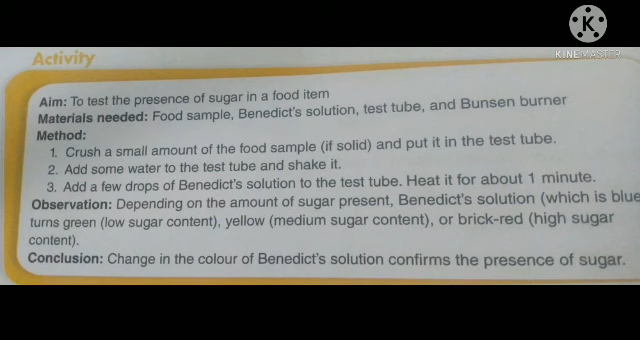 K
KINEMASTER
Activity
Aim: To test the presence of sugar in a food item
Materials needed: Food sample, Benedict's solution, test tube, and Bunsen burner
Method:
1. Crush a small amount of the food sample (if solid) and put it in the test tube.
2. Add some water to the test tube and shake it.
3. Add a few drops of Benedict's solution to the test tube. Heat it for about 1 minute.
Observation: Depending on the amount of sugar present, Benedict's solution (which is blue
turns green (low sugar content), yellow (medium sugar content), or brick-red (high sugar
content).
Conclusion: Change in the colour of Benedict's solution confirms the presence of sugar.